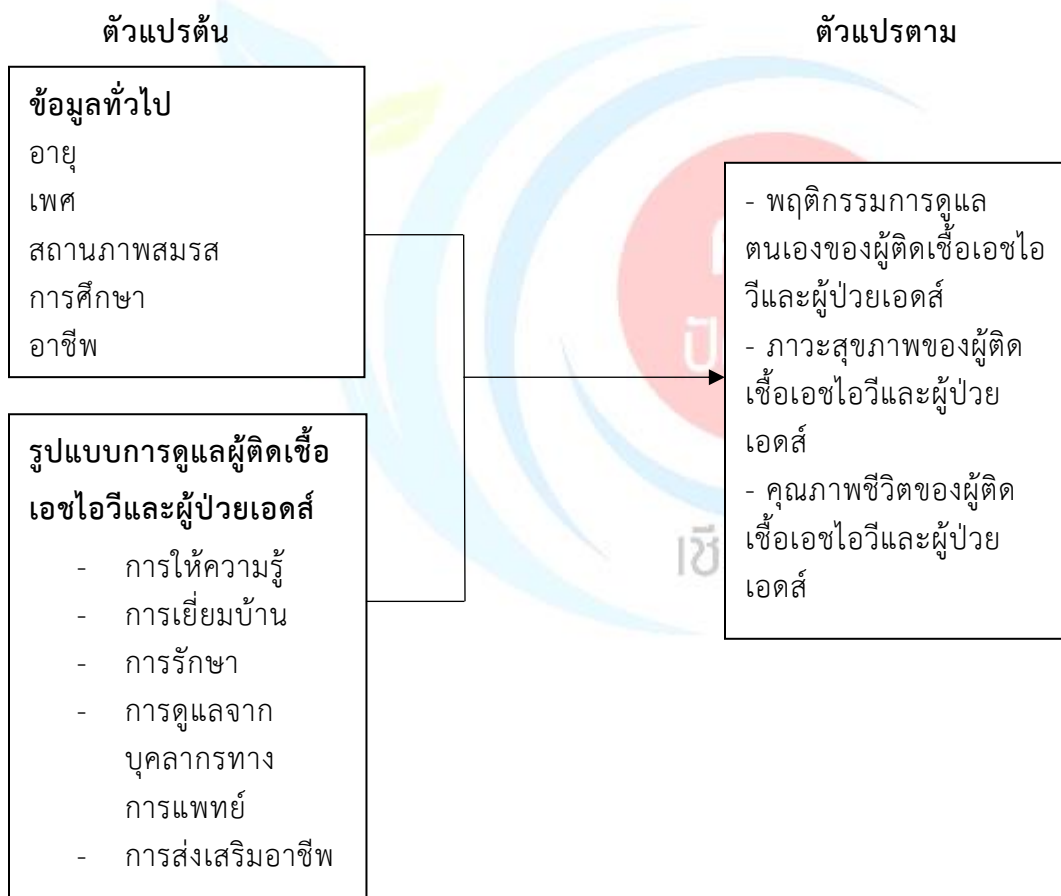 ตัวแปรต้น
ตัวแปรตาม
ข้อมูลทั่วไป
อายุ
เพศ
สถานภาพสมรส
การศึกษา
อาชีพ
รูปแบบการดูแลผู้ติดเชื้อ
เอชไอวีและผู้ป่วยเอดส์
- การให้ความรู้
- การเยี่ยมบ้าน
- การรักษา
- การดูแลจาก
บุคลากรทาง
การแพทย์
- การส่งเสริมอาชีพ
- พฤติกรรมการดูแล
ตนเองของผู้ติดเชื้อเอชไอ
วีและผู้ป่วยเอดส์
- ภาวะสุขภาพของผู้ติด
เชื้อเอชไอวีและผู้ป่วย
เอดส์
- คุณภาพชีวิตของผู้ติด
เชื้อเอชไอวีและผู้ป่วย
เอดส์